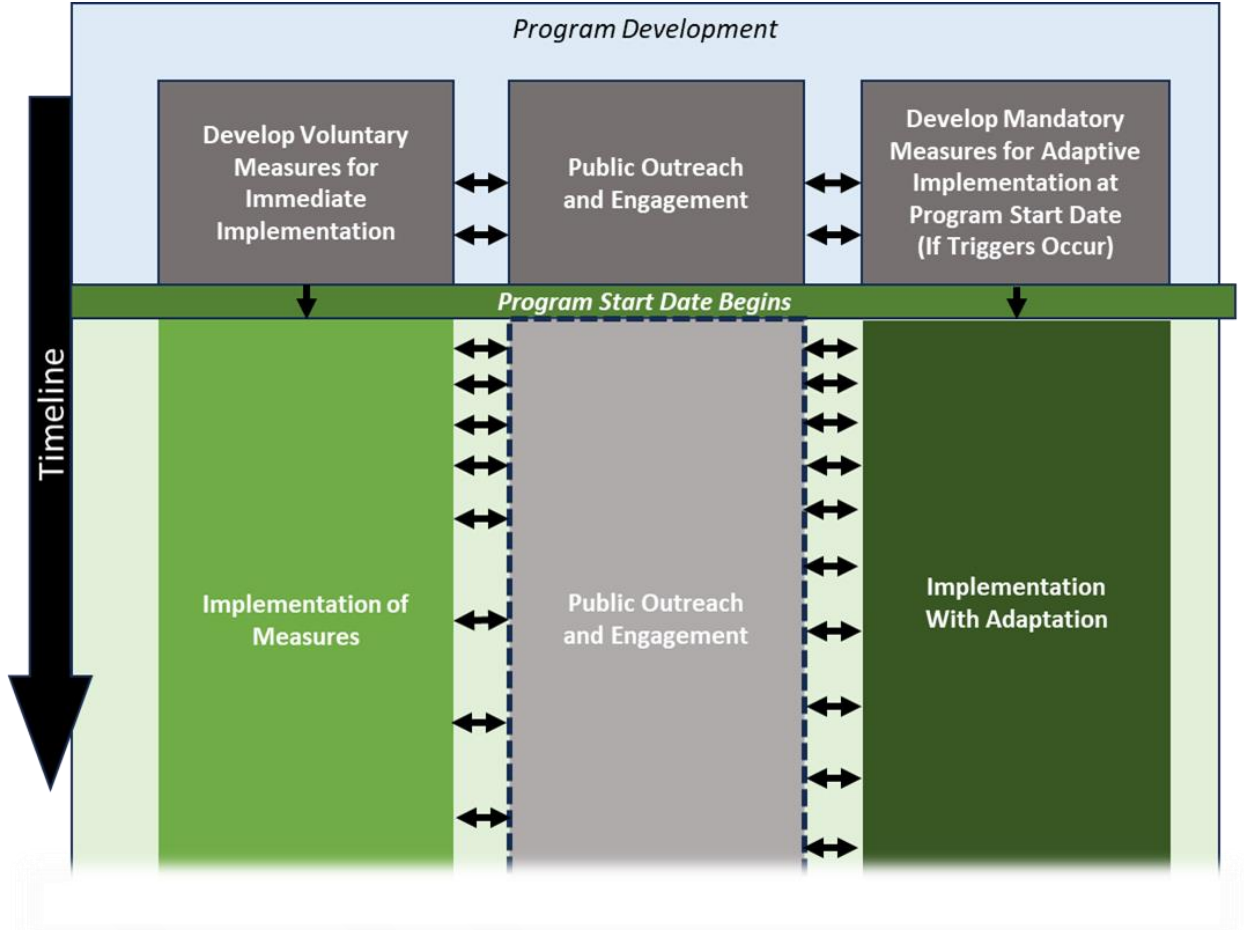 Program Development
Develop Voluntary
Measures for
Immediate
Implementation
Public Outreach
and Engagement
Develop Mandatory
Measures for Adaptive
Implementation at
Program Start Date
(If Triggers Occur)
Program Start Date Begins
Timeline
Implementation of
Measures
Public Outreach
and Engagement
Implementation
With Adaptation